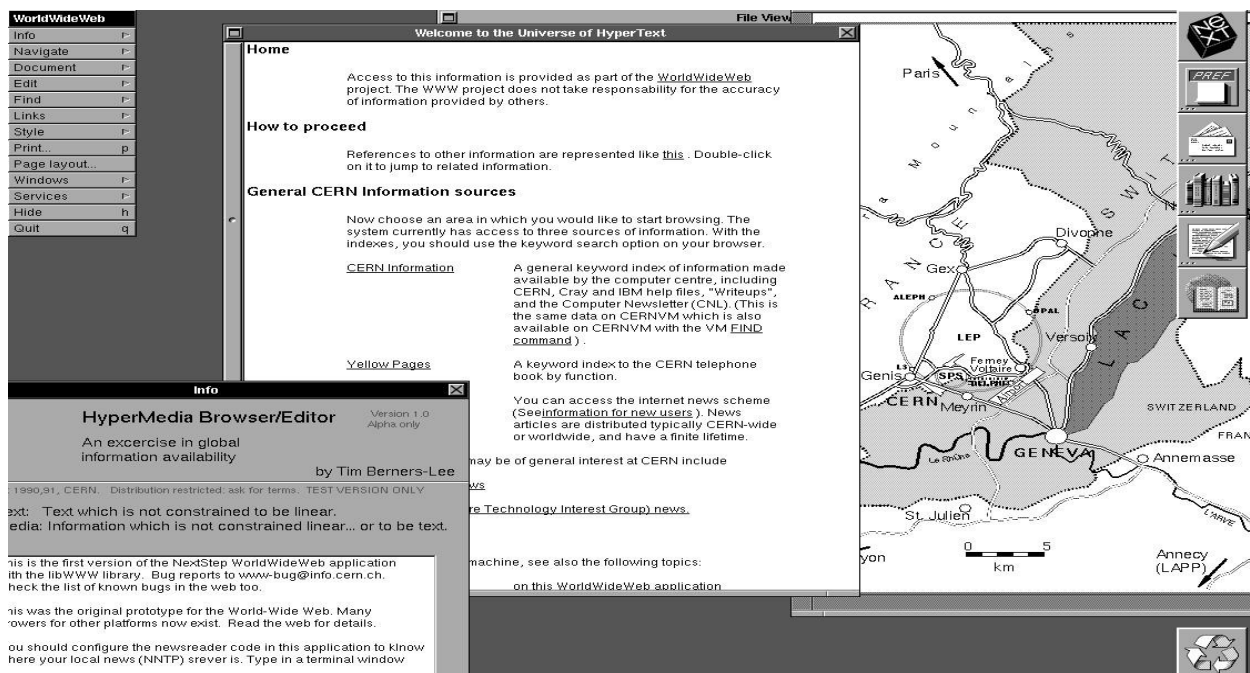 WorldWideWeb
Info
Navigate
Document
Edit
Find
Links
Style
Print... p
Page layout...
Windows
Services
Hide h
Quit q
File View
Welcome to the Universe of HyperText
Home
Access to this information is provided as part of the WorldWideWeb
project. The WWW project does not take responsability for the accuracy
of information provided by others.
How to proceed
References to other information are represented like this . Double-click
on it to jump to related information.
General CERN Information sources
Now choose an area in which you would like to start browsing. The
system currently has access to three sources of information. With the
indexes, you should use the keyword search option on your browser.
CERN Information
A general keyword index of information made
available by the computer centre, including
CERN, Cray and IBM help files, "Writeups",
and the Computer Newsletter (CNL). (This is
the same data on CERNVM which is also
available on CERNVM with the VM FIND
command ) .
Yellow Pages
A keyword index to the CERN telephone
book by function.
You can access the internet news scheme
(Seeinformation for new users ). News
articles are distributed typically CERN-wide
or worldwide, and have a finite lifetime.
may be of general interest at CERN include
ws
re Technology Interest Group) news.
machine, see also the following topics:
on this WorldWideWeb application
Info
HyperMedia Browser/Editor
Version 1.0
Alpha only
An excercise in global
information availability
by Tim Berners-Lee
1990,91, CERN. Distribution restricted: ask for terms. TEST VERSION ONLY
ext: Text which is not constrained to be linear.
edia: Information which is not constrained linear... or to be text.
his is the first version of the NextStep WorldWideWeb application
ith the libWWW library. Bug reports to www-bug@info.cern.ch.
heck the list of known bugs in the web too.
his was the original prototype for the World-Wide Web. Many
rowers for other platforms now exist. Read the web for details.
ou should configure the newsreader code in this application to klnow
here your local news (NNTP) srever is. Type in a terminal window
Paris
a Mountains
FRANCE
SWIT
Divonne
Gex
ALEPH
OPAL
LEP
LAC
Versoix
Ferney
Voltaire
L3
Genis
SPS
DELPHI
CERN
Meyrin
SWITZERLAND
FRAN
GENEVA
Le Rhône
Annemasse
St. Julien
L'ARVE
yon
0 5
km
Annecy
(LAPP)
NeXT
PREF